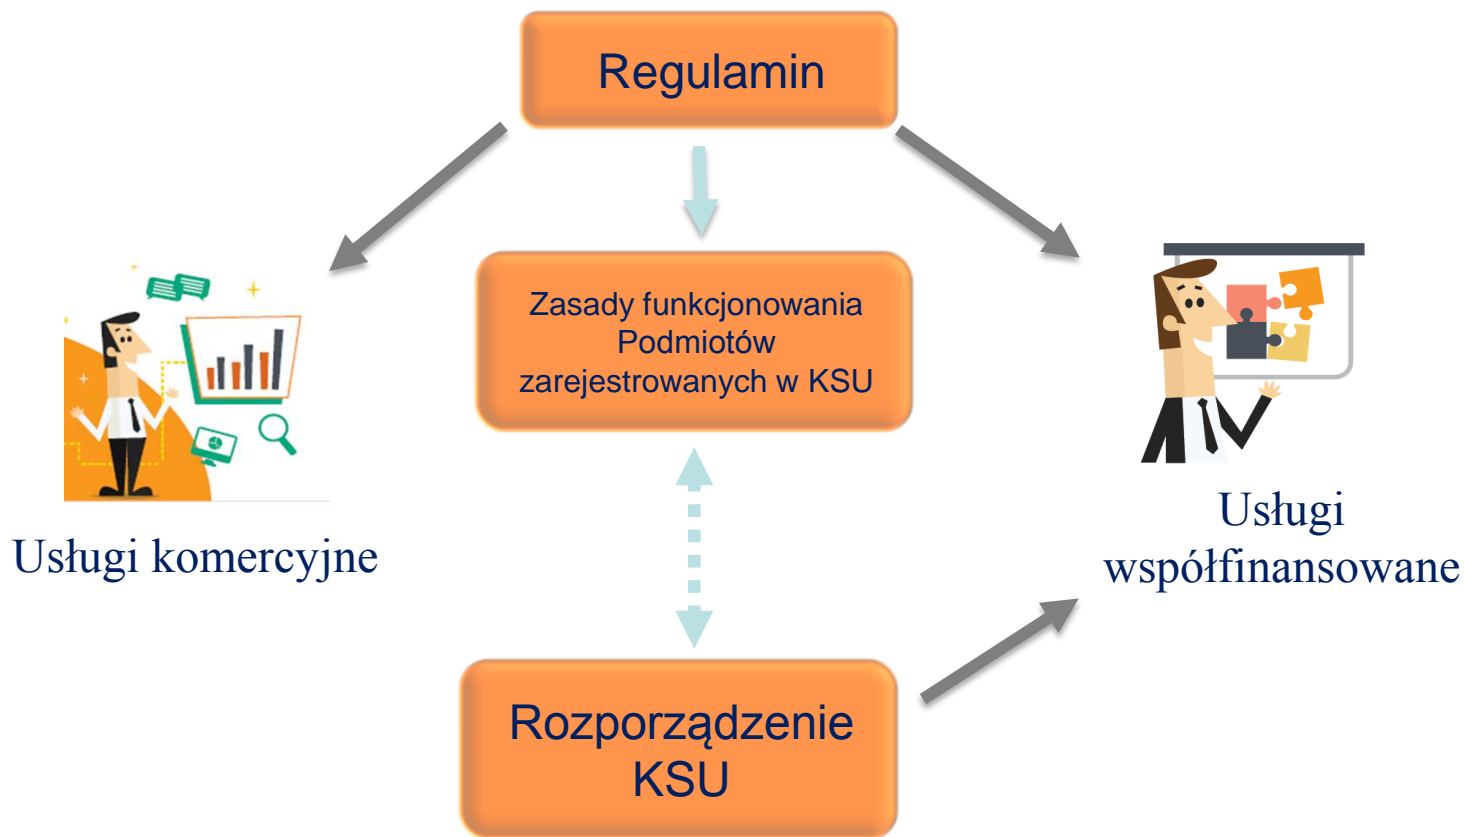 Regulamin
Zasady funkcjonowania
Podmiotów
zarejestrowanych w KSU
Usługi komercyjne
Usługi
współfinansowane
Rozporządzenie
KSU